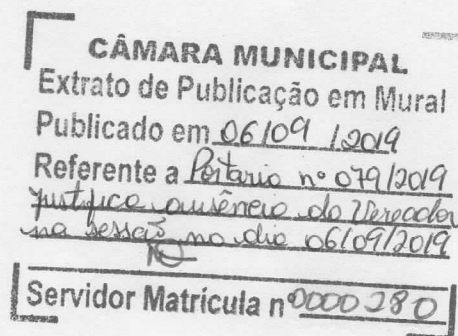 CÂMARA MUNICIPAL
Extrato de Publicação em Mural
Publicado em 06/09/2019
Referente a Portaria nº 079/2019
Justifica ausência do Vereador
na sessão no dia 06/09/2019
Servidor Matrícula nº 0000280